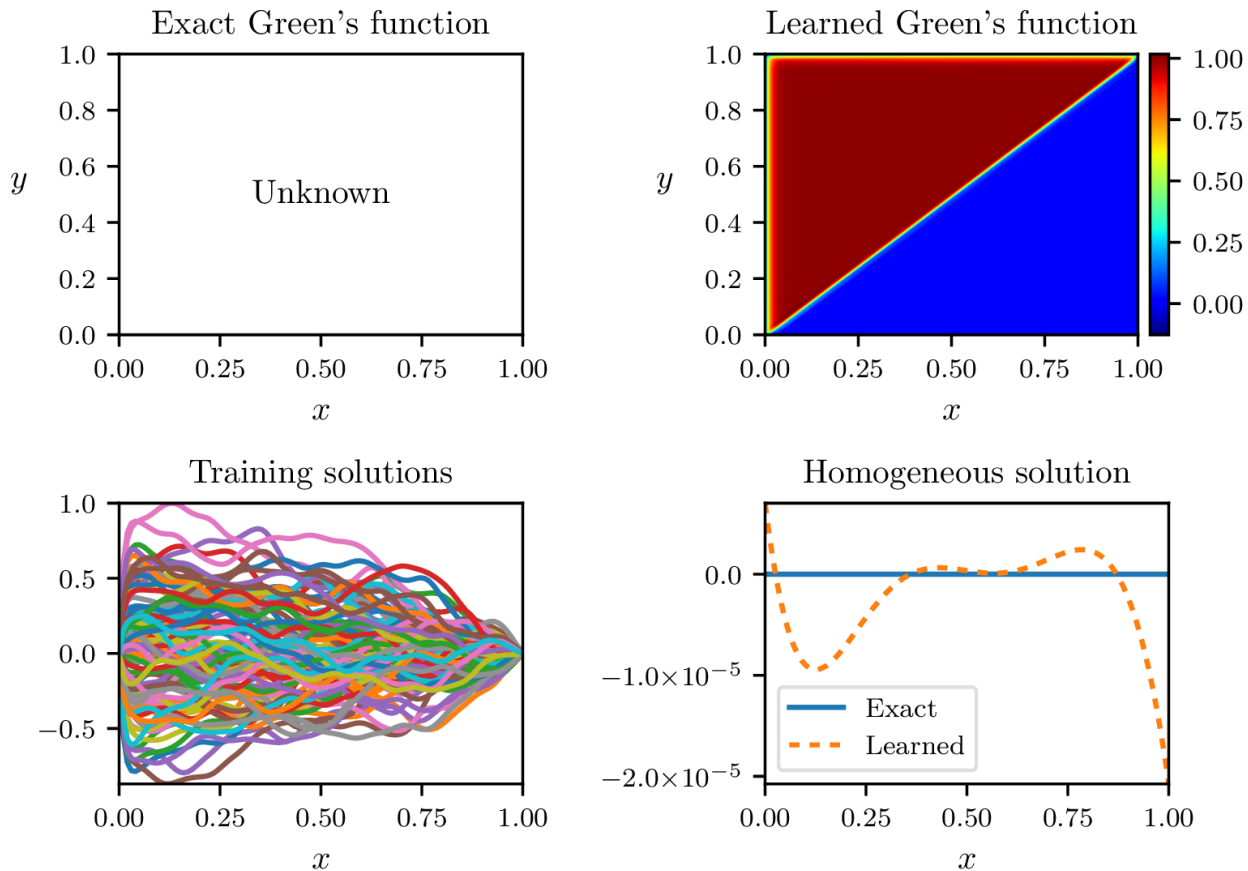 Exact Green's function
1.0
0.8
0.6
0.4
0.2
0.0
y
Unknown
0.00 0.25 0.50 0.75 1.00
x
Learned Green's function
1.0
0.8
0.6
0.4
0.2
0.0
y
0.00 0.25 0.50 0.75 1.00
x
1.00
0.75
0.50
0.25
0.00
Training solutions
1.0
0.5
0.0
−0.5
0.00 0.25 0.50 0.75 1.00
x
Homogeneous solution
0.0
−1.0×10⁻⁵
−2.0×10⁻⁵
Exact
Learned
0.00 0.25 0.50 0.75 1.00
x